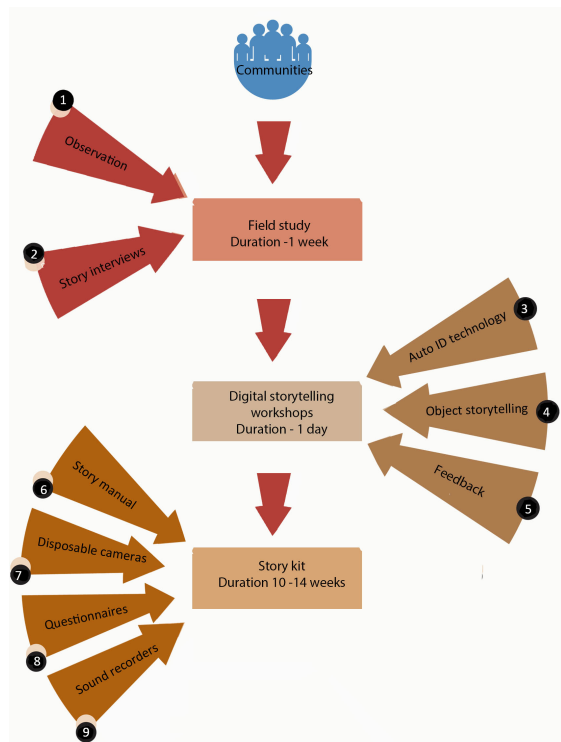 Communities
1
Observation
2
Story interviews
Field study
Duration -1 week
3
Auto ID technology
4
Object storytelling
5
Feedback
Digital storytelling
workshops
Duration - 1 day
6
Story manual
7
Disposable cameras
8
Questionnaires
9
Sound recorders
Story kit
Duration 10 -14 weeks